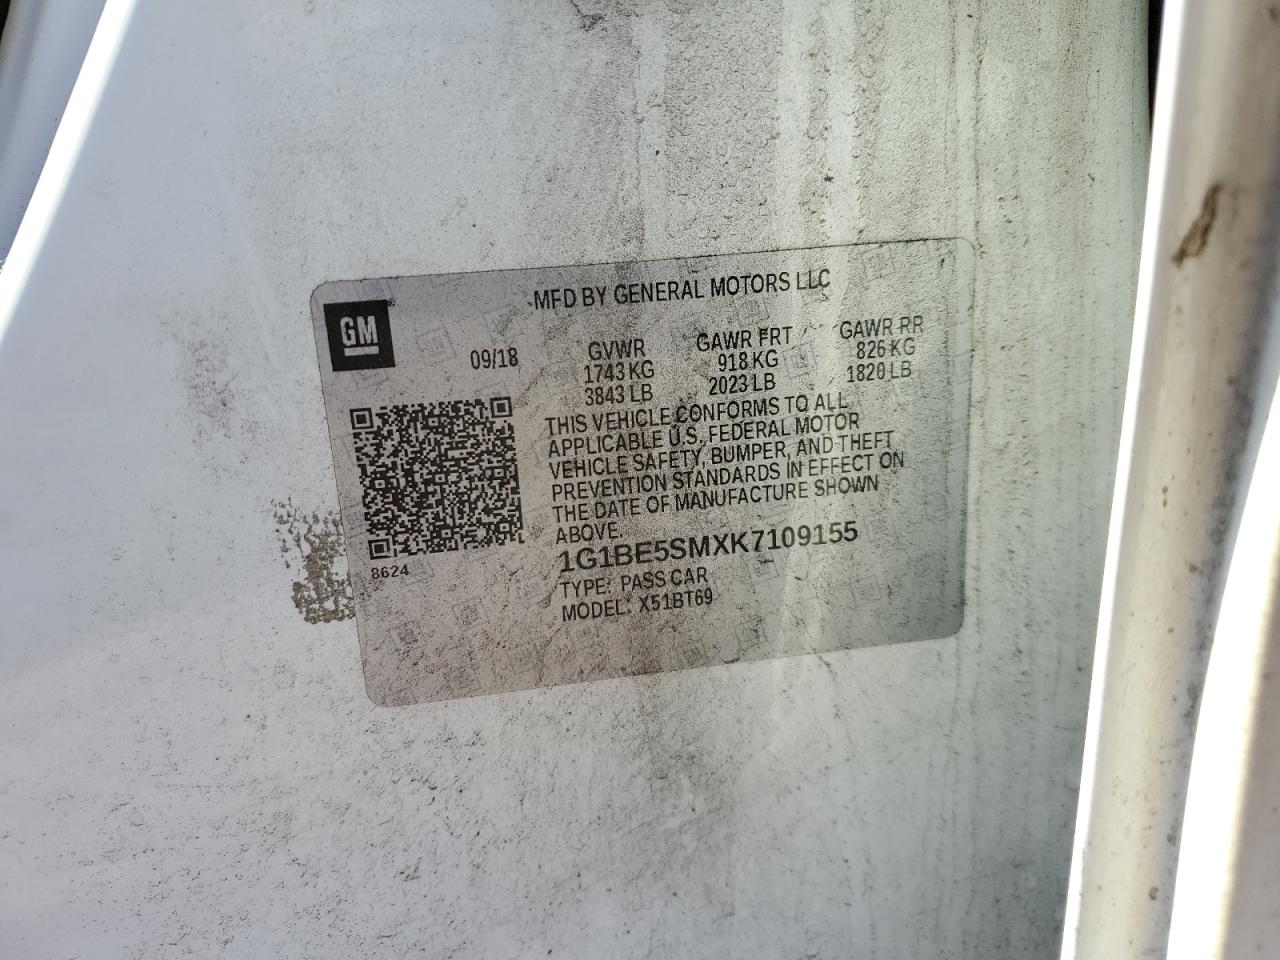 MFD BY GENERAL MOTORS LLC
GM
09/18
GVWR GAWR FRT GAWR RR
1743 KG 918 KG 826 KG
3843 LB 2023 LB 1820 LB
THIS VEHICLE CONFORMS TO ALL
APPLICABLE U.S. FEDERAL MOTOR
VEHICLE SAFETY, BUMPER, AND THEFT
PREVENTION STANDARDS IN EFFECT ON
THE DATE OF MANUFACTURE SHOWN
ABOVE.
1G1BE5SMXK7109155
8624
TYPE: PASS CAR
MODEL: X51BT69